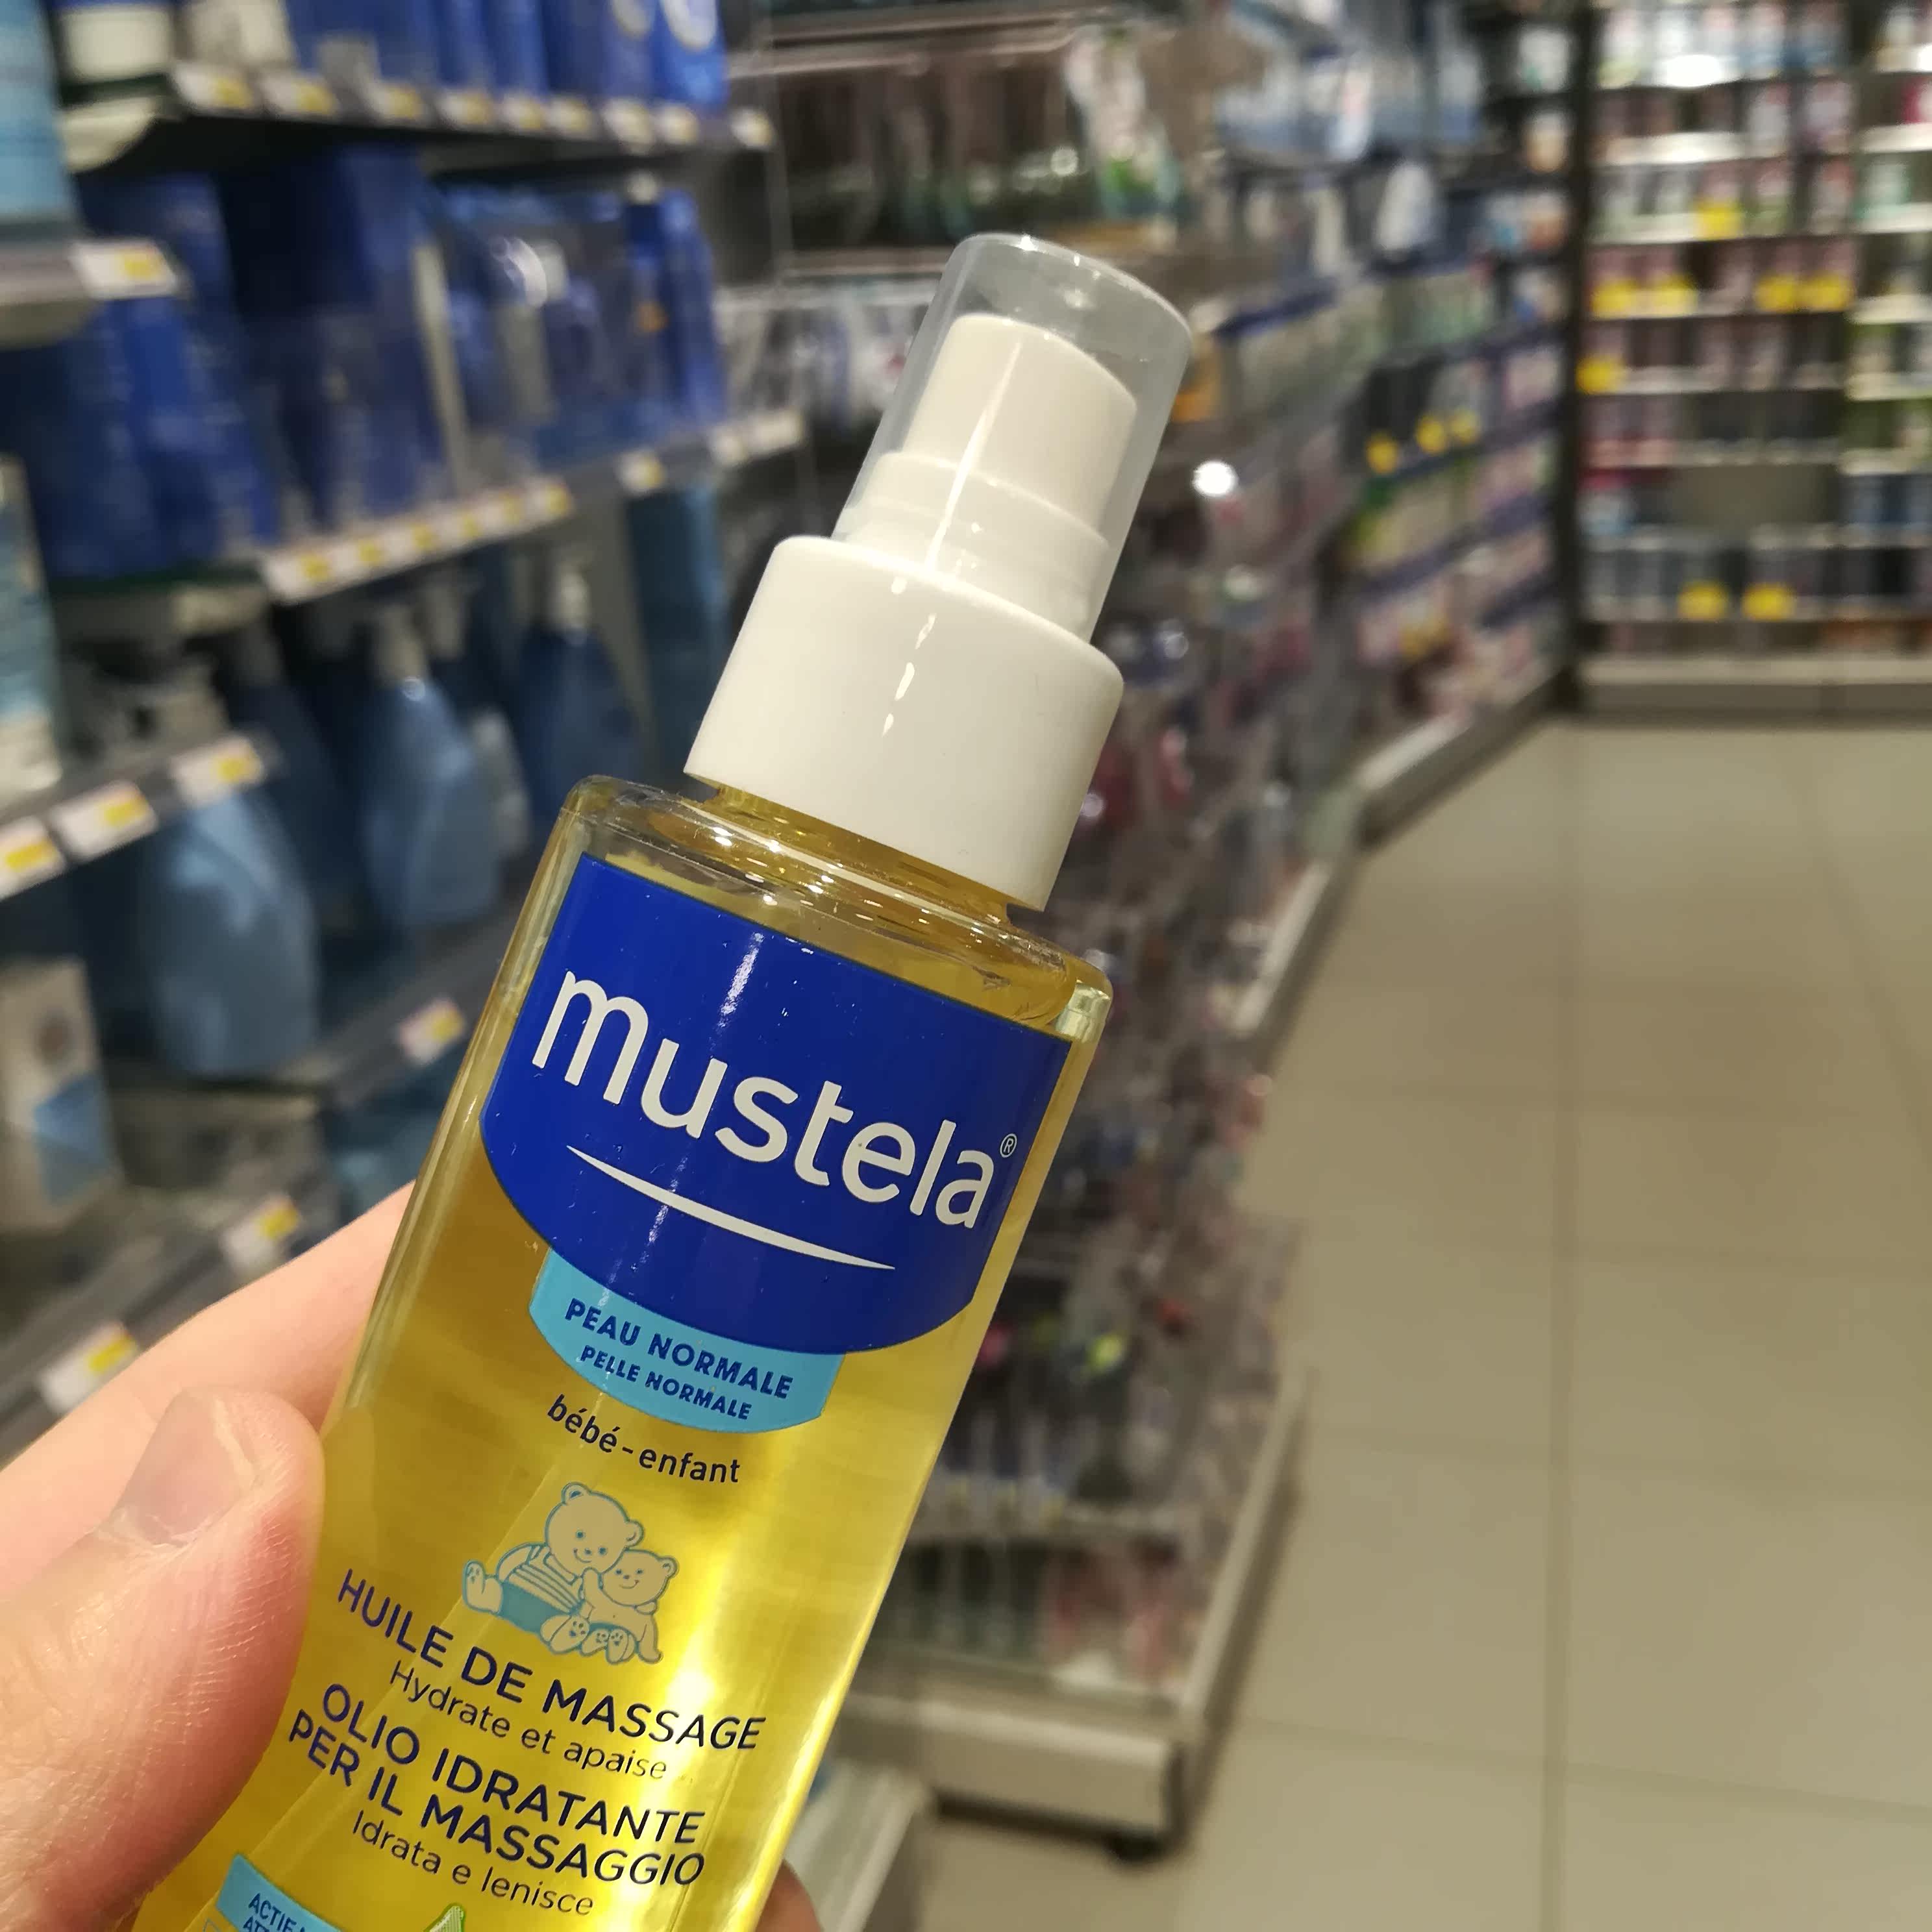 mustela®
PEAU NORMALE
PELLE NORMALE
bébé-enfant
HUILE DE MASSAGE
Hydrate et apaise
OLIO IDRATANTE
PER IL MASSAGGIO
Idrata e lenisce